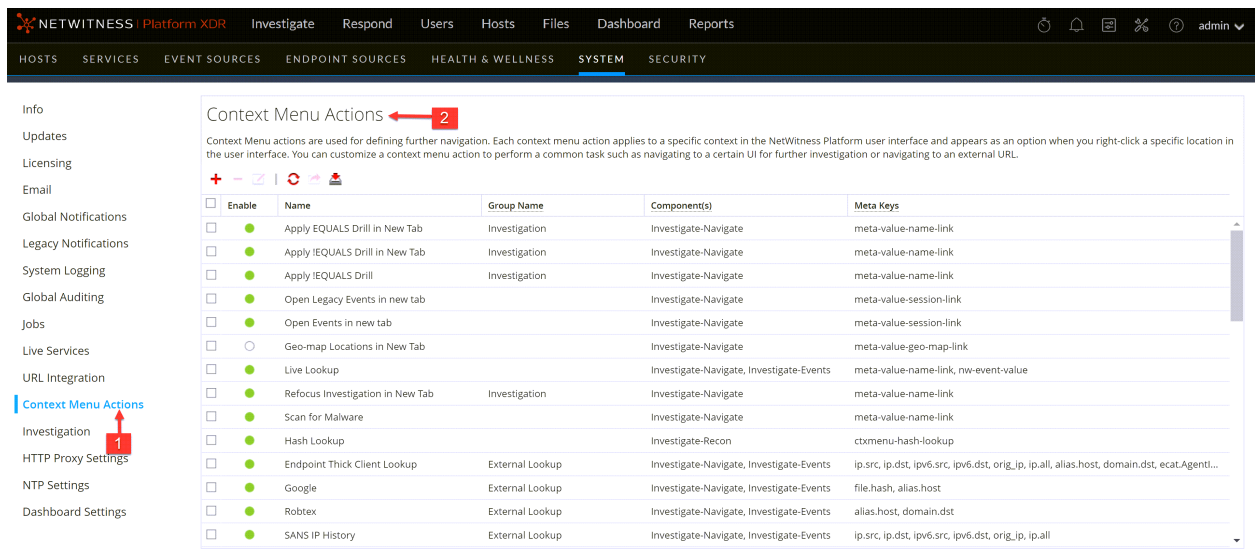 NETWITNESS | Platform XDR Investigate Respond Users Hosts Files Dashboard Reports admin
HOSTS SERVICES EVENT SOURCES ENDPOINT SOURCES HEALTH & WELLNESS SYSTEM SECURITY
Info
Updates
Licensing
Email
Global Notifications
Legacy Notifications
System Logging
Global Auditing
Jobs
Live Services
URL Integration
Context Menu Actions
1
Investigation
HTTP Proxy Settings
NTP Settings
Dashboard Settings
Context Menu Actions 2
Context Menu actions are used for defining further navigation. Each context menu action applies to a specific context in the NetWitness Platform user interface and appears as an option when you right-click a specific location in
the user interface. You can customize a context menu action to perform a common task such as navigating to a certain UI for further investigation or navigating to an external URL.
Enable Name Group Name Component(s) Meta Keys
Apply EQUALS Drill in New Tab Investigation Investigate-Navigate meta-value-name-link
Apply !EQUALS Drill in New Tab Investigation Investigate-Navigate meta-value-name-link
Apply !EQUALS Drill Investigation Investigate-Navigate meta-value-name-link
Open Legacy Events in new tab Investigate-Navigate meta-value-session-link
Open Events in new tab Investigate-Navigate meta-value-session-link
Geo-map Locations in New Tab Investigate-Navigate meta-value-geo-map-link
Live Lookup Investigate-Navigate, Investigate-Events meta-value-name-link, nw-event-value
Refocus Investigation in New Tab Investigation Investigate-Navigate meta-value-name-link
Scan for Malware Investigate-Navigate meta-value-name-link
Hash Lookup Investigate-Recon ctxmenu-hash-lookup
Endpoint Thick Client Lookup External Lookup Investigate-Navigate, Investigate-Events ip.src, ip.dst, ipv6.src, ipv6.dst, orig_ip, ip.all, alias.host, domain.dst, ecat.AgentI...
Google External Lookup Investigate-Navigate, Investigate-Events file.hash, alias.host
Robtex External Lookup Investigate-Navigate, Investigate-Events alias.host, domain.dst
SANS IP History External Lookup Investigate-Navigate, Investigate-Events ip.src, ip.dst, ipv6.src, ipv6.dst, orig_ip, ip.all